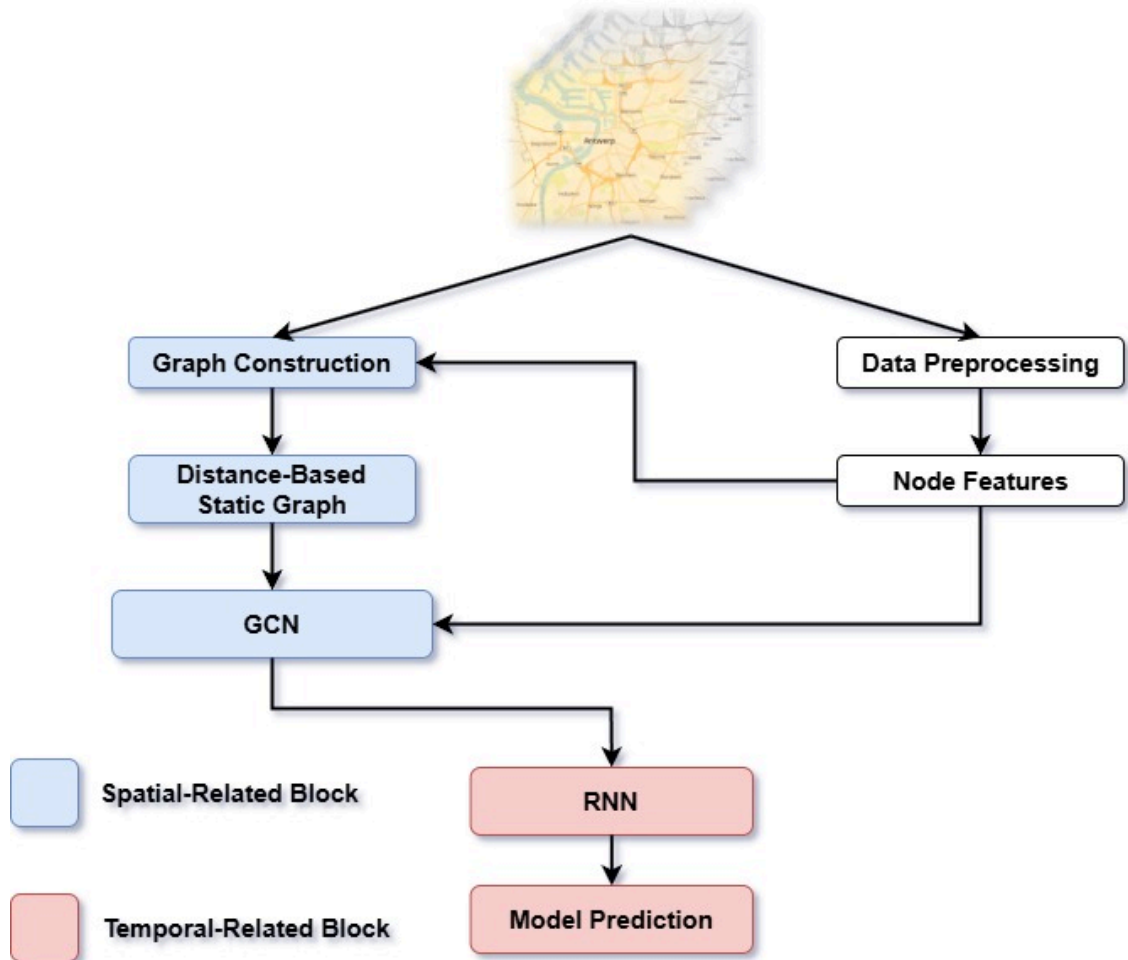 Antwerp
Graph Construction
Data Preprocessing
Distance-Based
Static Graph
Node Features
GCN
Spatial-Related Block
RNN
Temporal-Related Block
Model Prediction